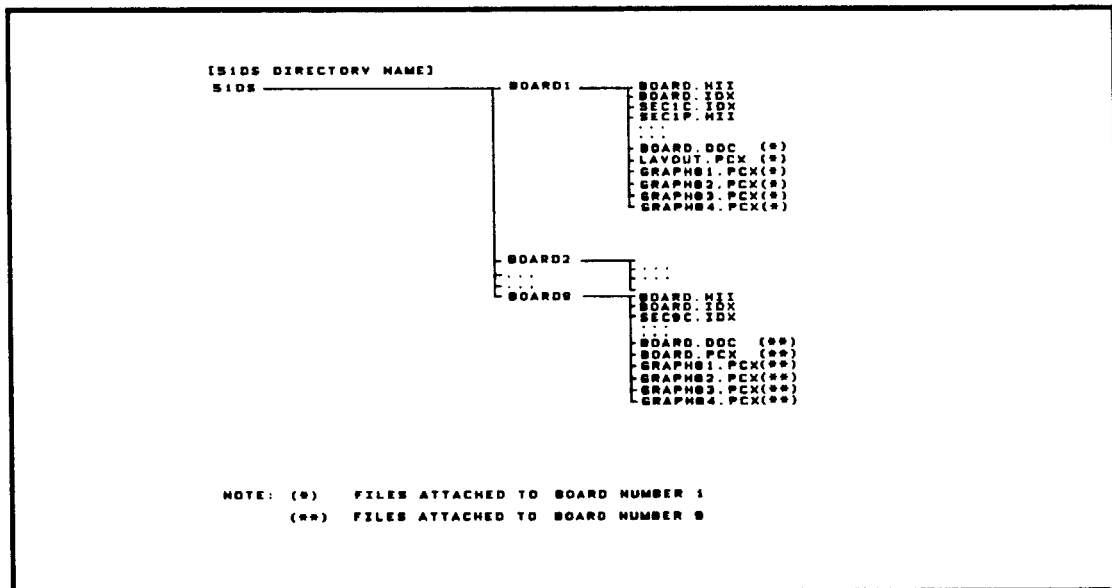 [SIDS DIRECTORY NAME]
SIDS BOARD1 BOARD.HII
BOARD.IDX
SEC1C.IDX
SEC1P.HII
. . .
. . .
BOARD.DOC (*)
LAYOUT.PCX (*)
GRAPH01.PCX(*)
GRAPH02.PCX(*)
GRAPH03.PCX(*)
GRAPH04.PCX(*)
BOARD2
. . . . . .
. . . . . .
BOARD9 BOARD.HII
BOARD.IDX
SEC9C.IDX
. . .
BOARD.DOC (**)
BOARD.PCX (**)
GRAPH01.PCX(**)
GRAPH02.PCX(**)
GRAPH03.PCX(**)
GRAPH04.PCX(**)
NOTE: (*) FILES ATTACHED TO BOARD NUMBER 1
(**) FILES ATTACHED TO BOARD NUMBER 9